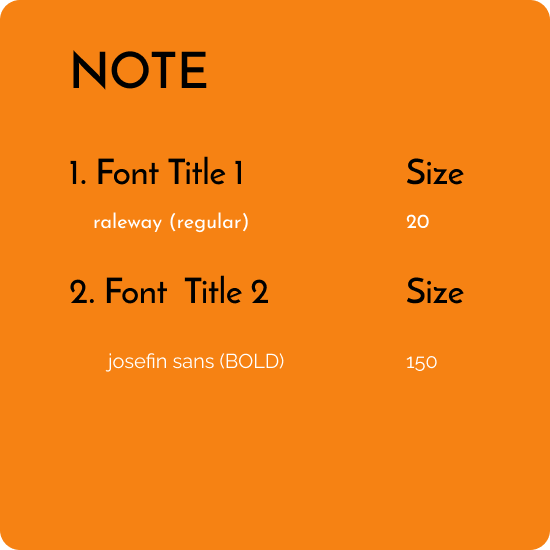 NOTE
1. Font Title 1 Size
raleway (regular) 20
2. Font Title 2 Size
josefin sans (BOLD) 150